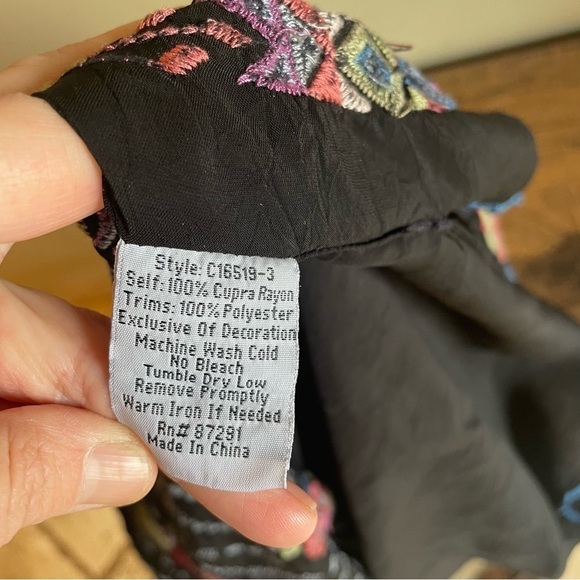 Style: C16519-3
Self: 100% Cupra Rayon
Trims: 100% Polyester
Exclusive Of Decoration
Machine Wash Cold
No Bleach
Tumble Dry Low
Remove Promptly
Warm Iron If Needed
Rn# 87291
Made In China